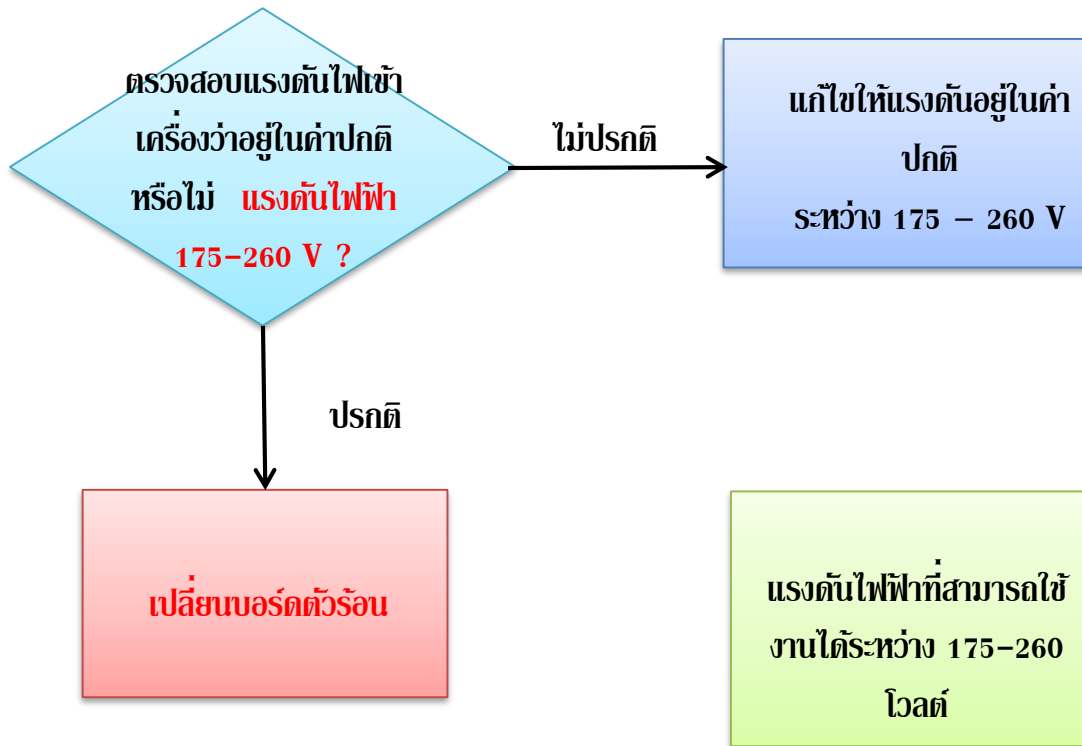 ตรวจสอบแรงดันไฟเข้า
เครื่องว่าอยู่ในค่าปกติ
หรือไม่ แรงดันไฟฟ้า
175-260 V ?
ไม่ปรกติ
แก้ไขให้แรงดันอยู่ในค่า
ปกติ
ระหว่าง 175 – 260 V
ปรกติ
เปลี่ยนบอร์ดตัวร้อน
แรงดันไฟฟ้าที่สามารถใช้
งานได้ระหว่าง 175-260
โวลต์